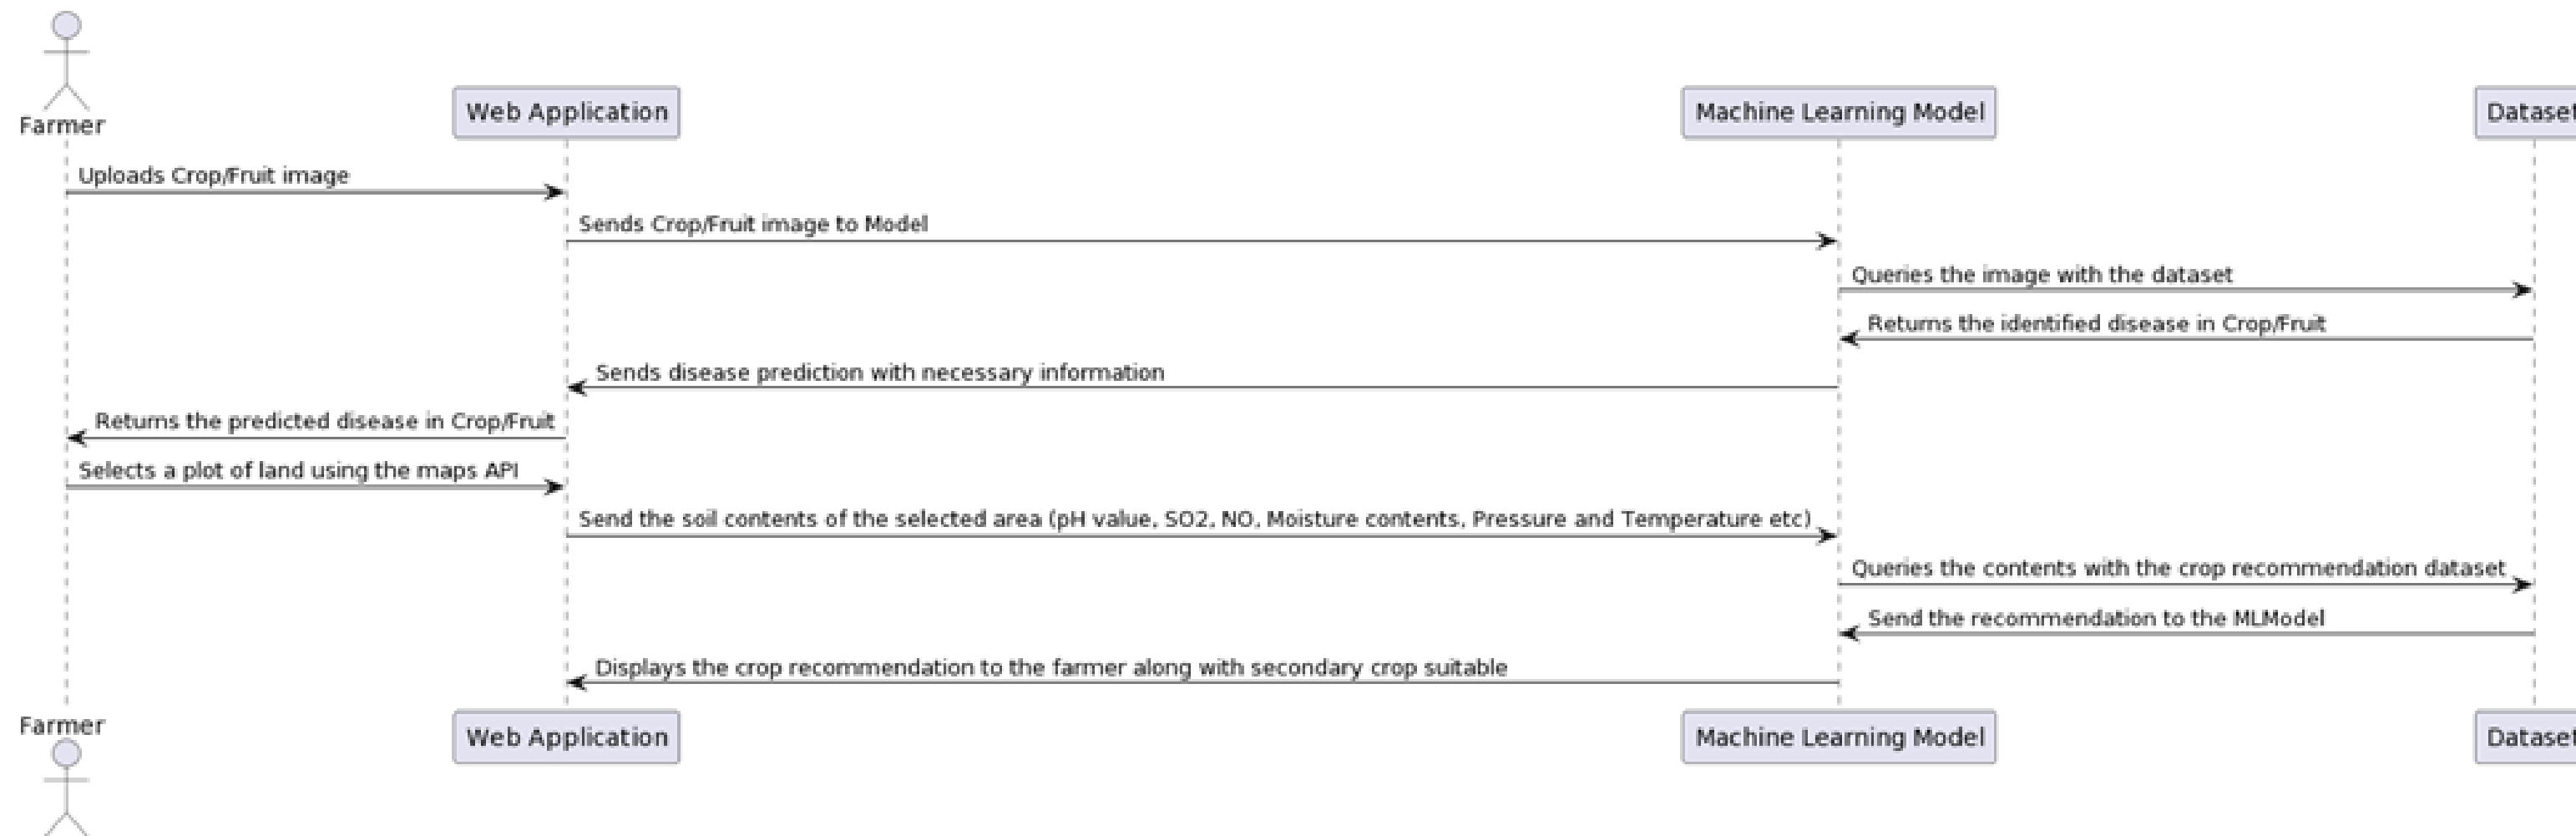 Farmer
Web Application
Machine Learning Model
Dataset
Uploads Crop/Fruit image
Sends Crop/Fruit image to Model
Queries the image with the dataset
Returns the identified disease in Crop/Fruit
Sends disease prediction with necessary information
Returns the predicted disease in Crop/Fruit
Selects a plot of land using the maps API
Send the soil contents of the selected area (pH value, SO2, NO, Moisture contents, Pressure and Temperature etc)
Queries the contents with the crop recommendation dataset
Send the recommendation to the MLModel
Displays the crop recommendation to the farmer along with secondary crop suitable
Farmer
Web Application
Machine Learning Model
Dataset